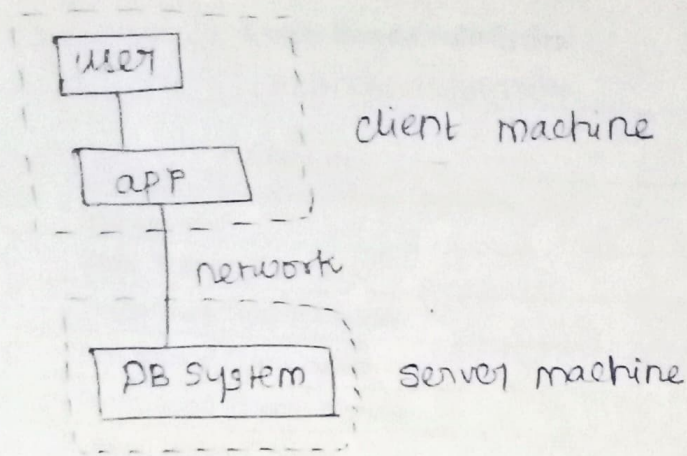 user
client machine
app
network
DB System
server machine